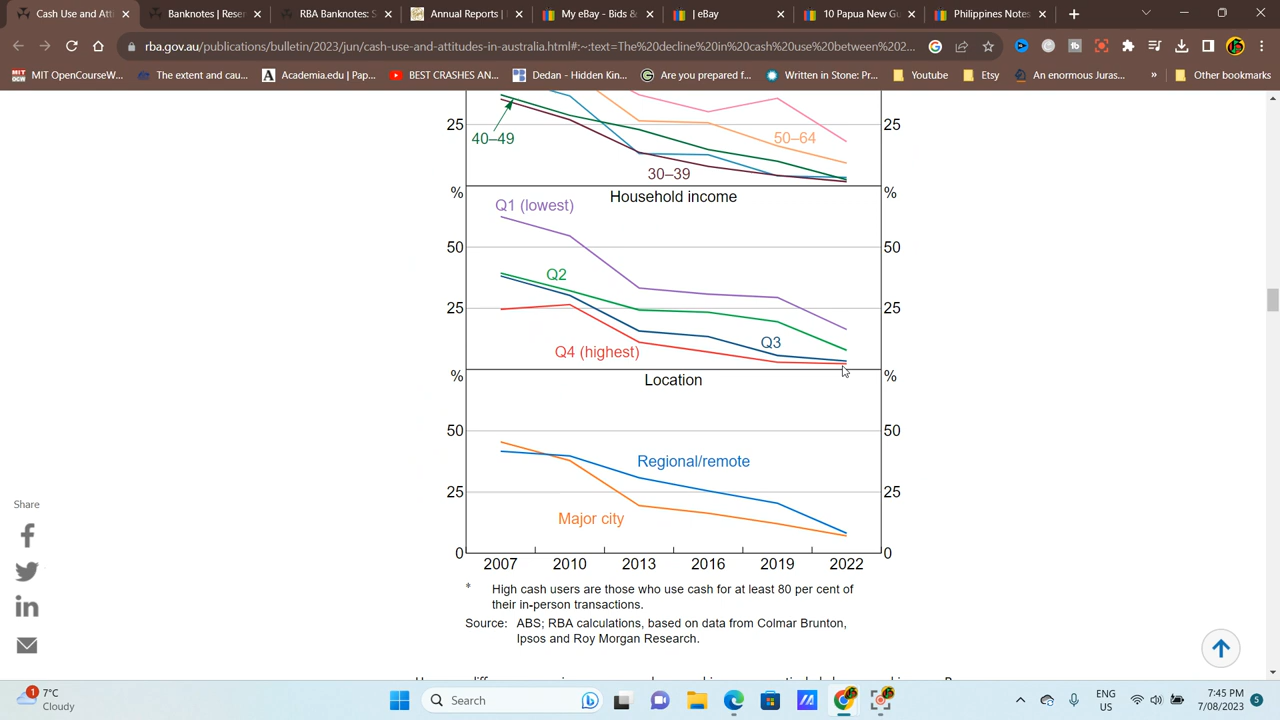 Cash Use and Atti
Banknotes | Reser
RBA Banknotes: S
Annual Reports |
My eBay - Bids &
| eBay
10 Papua New Gu
Philippines Notes
rba.gov.au/publications/bulletin/2023/jun/cash-use-and-attitudes-in-australia.html#:~:text=The%20decline%20in%20cash%20use%20between%202...
MIT OpenCourseW...
The extent and cau...
Academia.edu | Pap...
BEST CRASHES AN...
Dedan - Hidden Kin...
Are you prepared f...
Written in Stone: Pr...
Youtube
Etsy
An enormous Juras...
»
Other bookmarks
25
40–49
50–64
30–39
25
%
Household income
%
Q1 (lowest)
50
50
Q2
25
25
Q3
Q4 (highest)
%
Location
%
50
50
Regional/remote
25
25
Major city
0
0
2007 2010 2013 2016 2019 2022
* High cash users are those who use cash for at least 80 per cent of
their in-person transactions.
Source: ABS; RBA calculations, based on data from Colmar Brunton,
Ipsos and Roy Morgan Research.
Share
1
7°C
Cloudy
Search
ENG
US
7:45 PM
7/08/2023
5